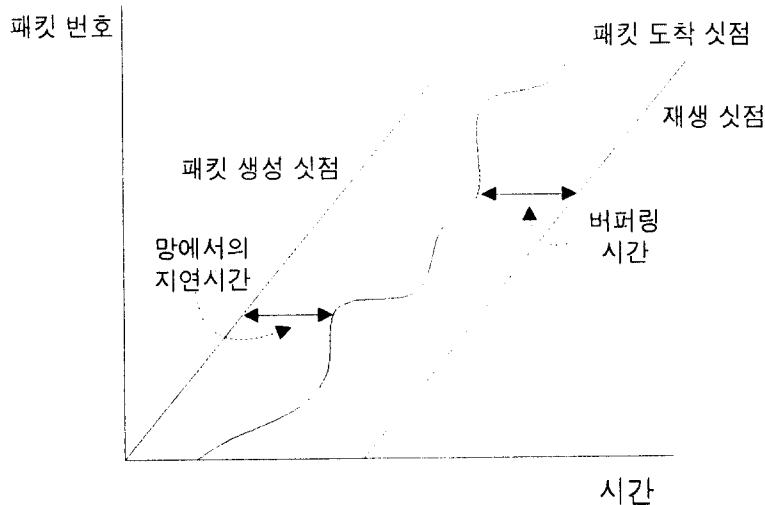 패킷 번호
패킷 도착 싯점
재생 싯점
패킷 생성 싯점
버퍼링
시간
망에서의
지연시간
시간